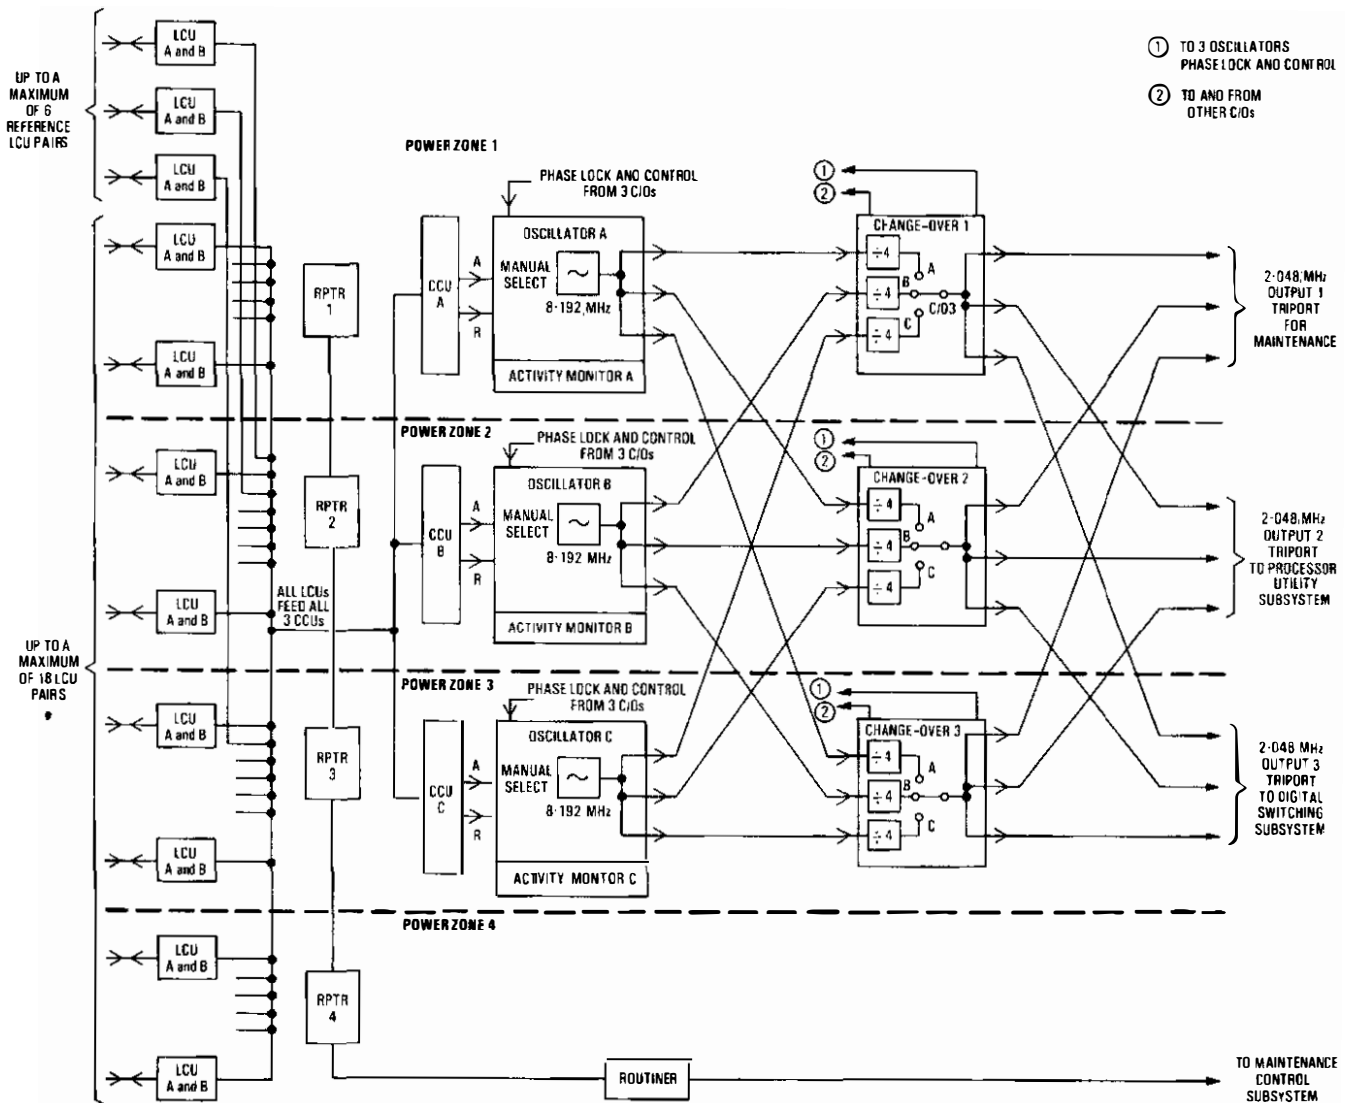 UP TO A
MAXIMUM
OF 6
REFERENCE
LCU PAIRS
LCU
A and B
LCU
A and B
LCU
A and B
LCU
A and B
LCU
A and B
LCU
A and B
LCU
A and B
LCU
A and B
LCU
A and B
LCU
A and B
LCU
A and B
UP TO A
MAXIMUM
OF 18 LCU
PAIRS
RPTR
1
RPTR
2
RPTR
3
RPTR
4
ALL LCUs
FEED ALL
3 CCUs
① TO 3 OSCILLATORS
PHASE LOCK AND CONTROL
② TO AND FROM
OTHER C/Os
POWER ZONE 1
PHASE LOCK AND CONTROL
FROM 3 C/Os
CCU
A
A
R
OSCILLATOR A
MANUAL
SELECT
8·192 MHz
ACTIVITY MONITOR A
①
②
CHANGE-OVER 1
÷4
÷4
÷4
A
B
C
C/O3
2·048 MHz
OUTPUT 1
TRIPORT
FOR
MAINTENANCE
POWER ZONE 2
PHASE LOCK AND CONTROL
FROM 3 C/Os
CCU
B
A
R
OSCILLATOR B
MANUAL
SELECT
8·192 MHz
ACTIVITY MONITOR B
①
②
CHANGE-OVER 2
÷4
÷4
÷4
A
B
C
2·048 MHz
OUTPUT 2
TRIPORT
TO PROCESSOR
UTILITY
SUBSYSTEM
POWER ZONE 3
PHASE LOCK AND CONTROL
FROM 3 C/Os
CCU
C
A
R
OSCILLATOR C
MANUAL
SELECT
8·192 MHz
ACTIVITY MONTOR C
①
②
CHANGE-OVER 3
÷4
÷4
÷4
A
B
C
2·048 MHz
OUTPUT 3
TRIPORT
TO DIGITAL
SWITCHING
SUBSYSTEM
POWER ZONE 4
ROUTINER
TO MAINTENANCE
CONTROL
SUBSYSTEM